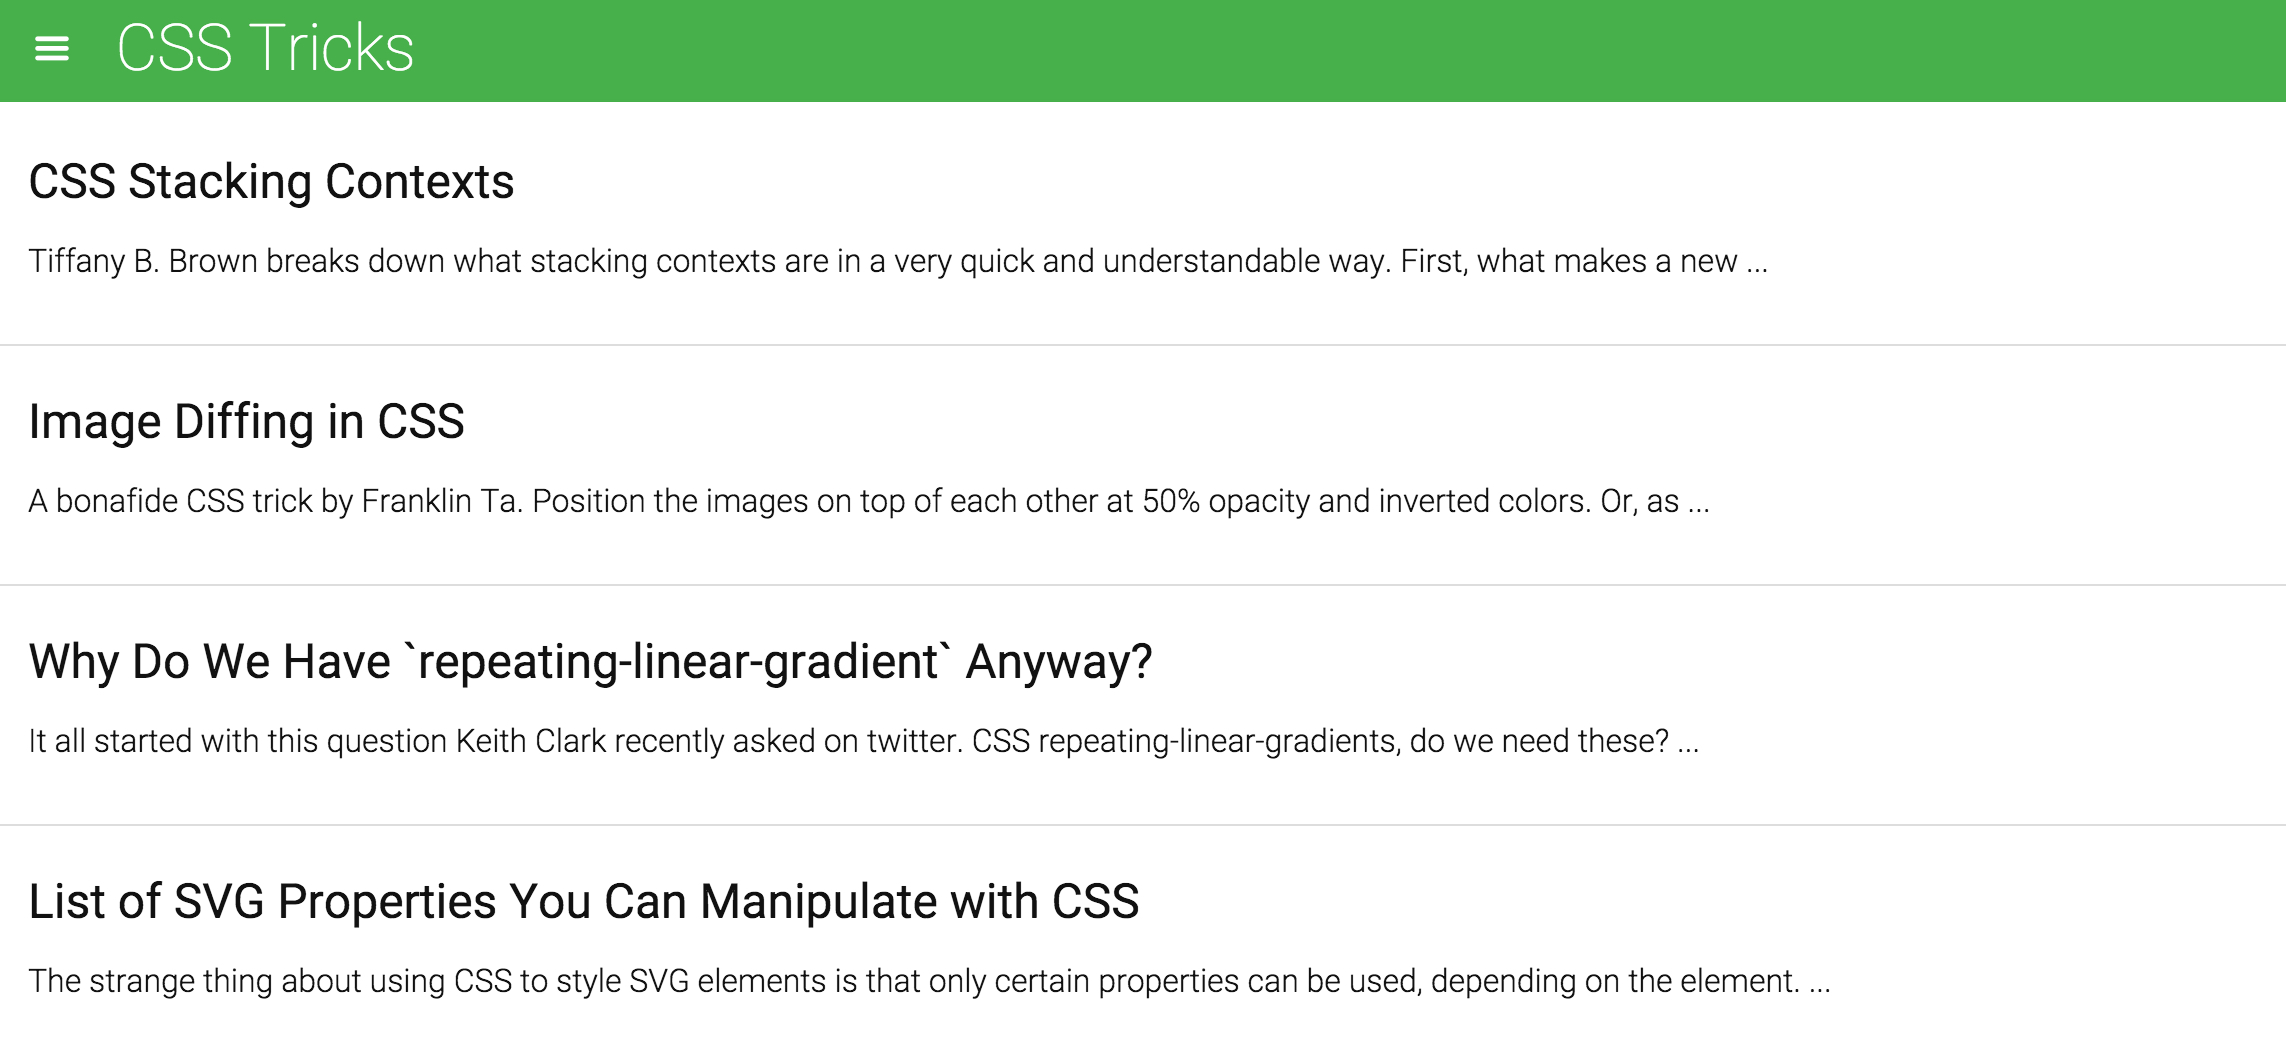 CSS Tricks
CSS Stacking Contexts
Tiffany B. Brown breaks down what stacking contexts are in a very quick and understandable way. First, what makes a new ...
Image Diffing in CSS
A bonafide CSS trick by Franklin Ta. Position the images on top of each other at 50% opacity and inverted colors. Or, as ...
Why Do We Have `repeating-linear-gradient` Anyway?
It all started with this question Keith Clark recently asked on twitter. CSS repeating-linear-gradients, do we need these? ...
List of SVG Properties You Can Manipulate with CSS
The strange thing about using CSS to style SVG elements is that only certain properties can be used, depending on the element. ...